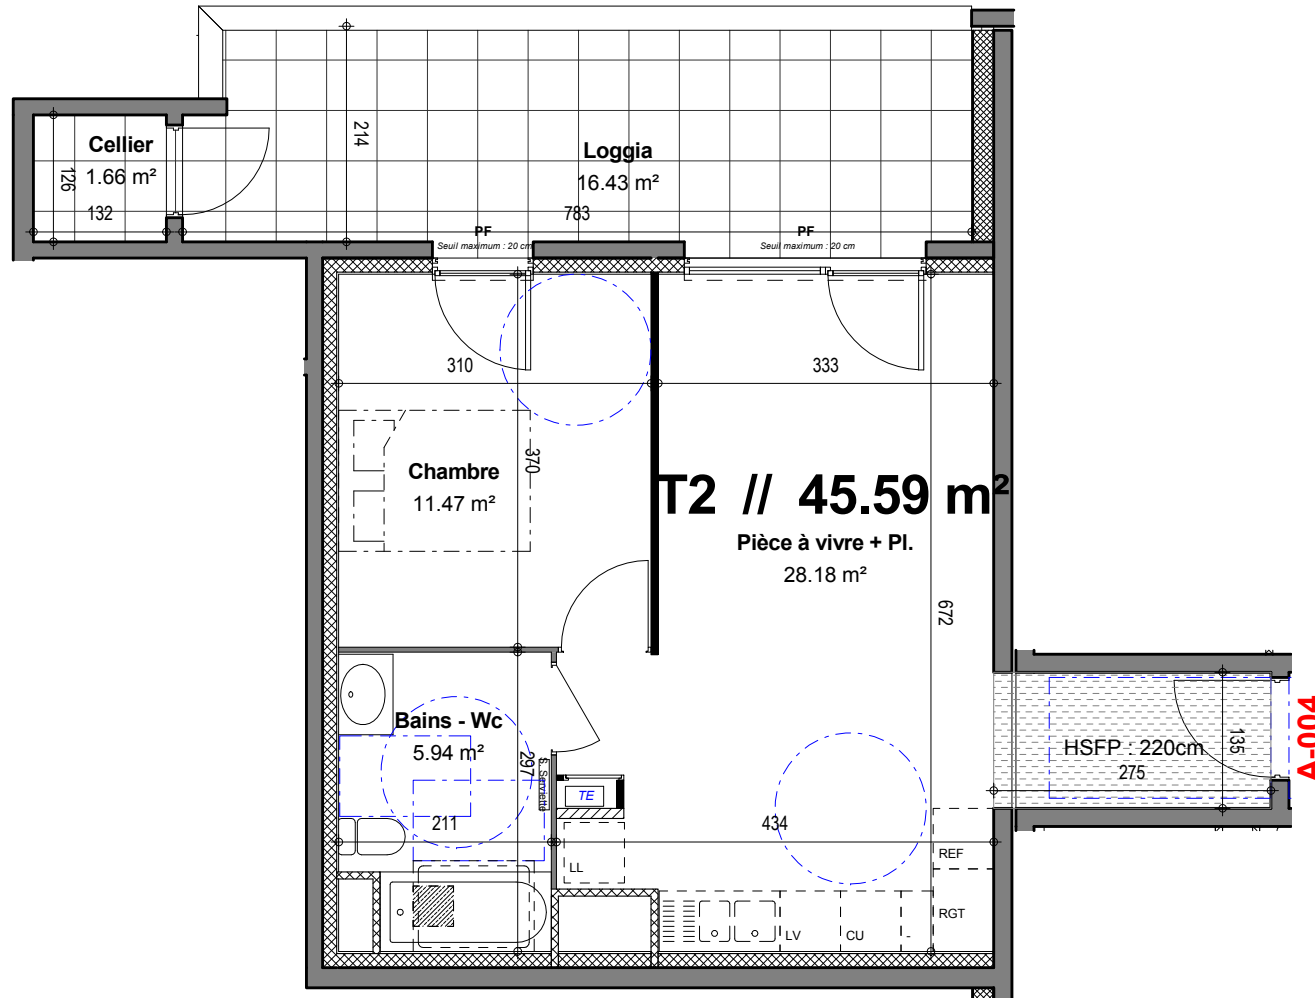 Cellier
1.66 m²
126
132
214
Loggia
16.43 m²
783
PF
Seuil maximum : 20 cm
PF
Seuil maximum : 20 cm
310
333
370
Chambre
11.47 m²
T2 // 45.59 m²
Pièce à vivre + Pl.
28.18 m²
672
Bains - Wc
5.94 m²
297
S. Serviette
211
TE
LL
434
REF
RGT
LV
CU
-
HSFP : 220cm
275
135
A-004